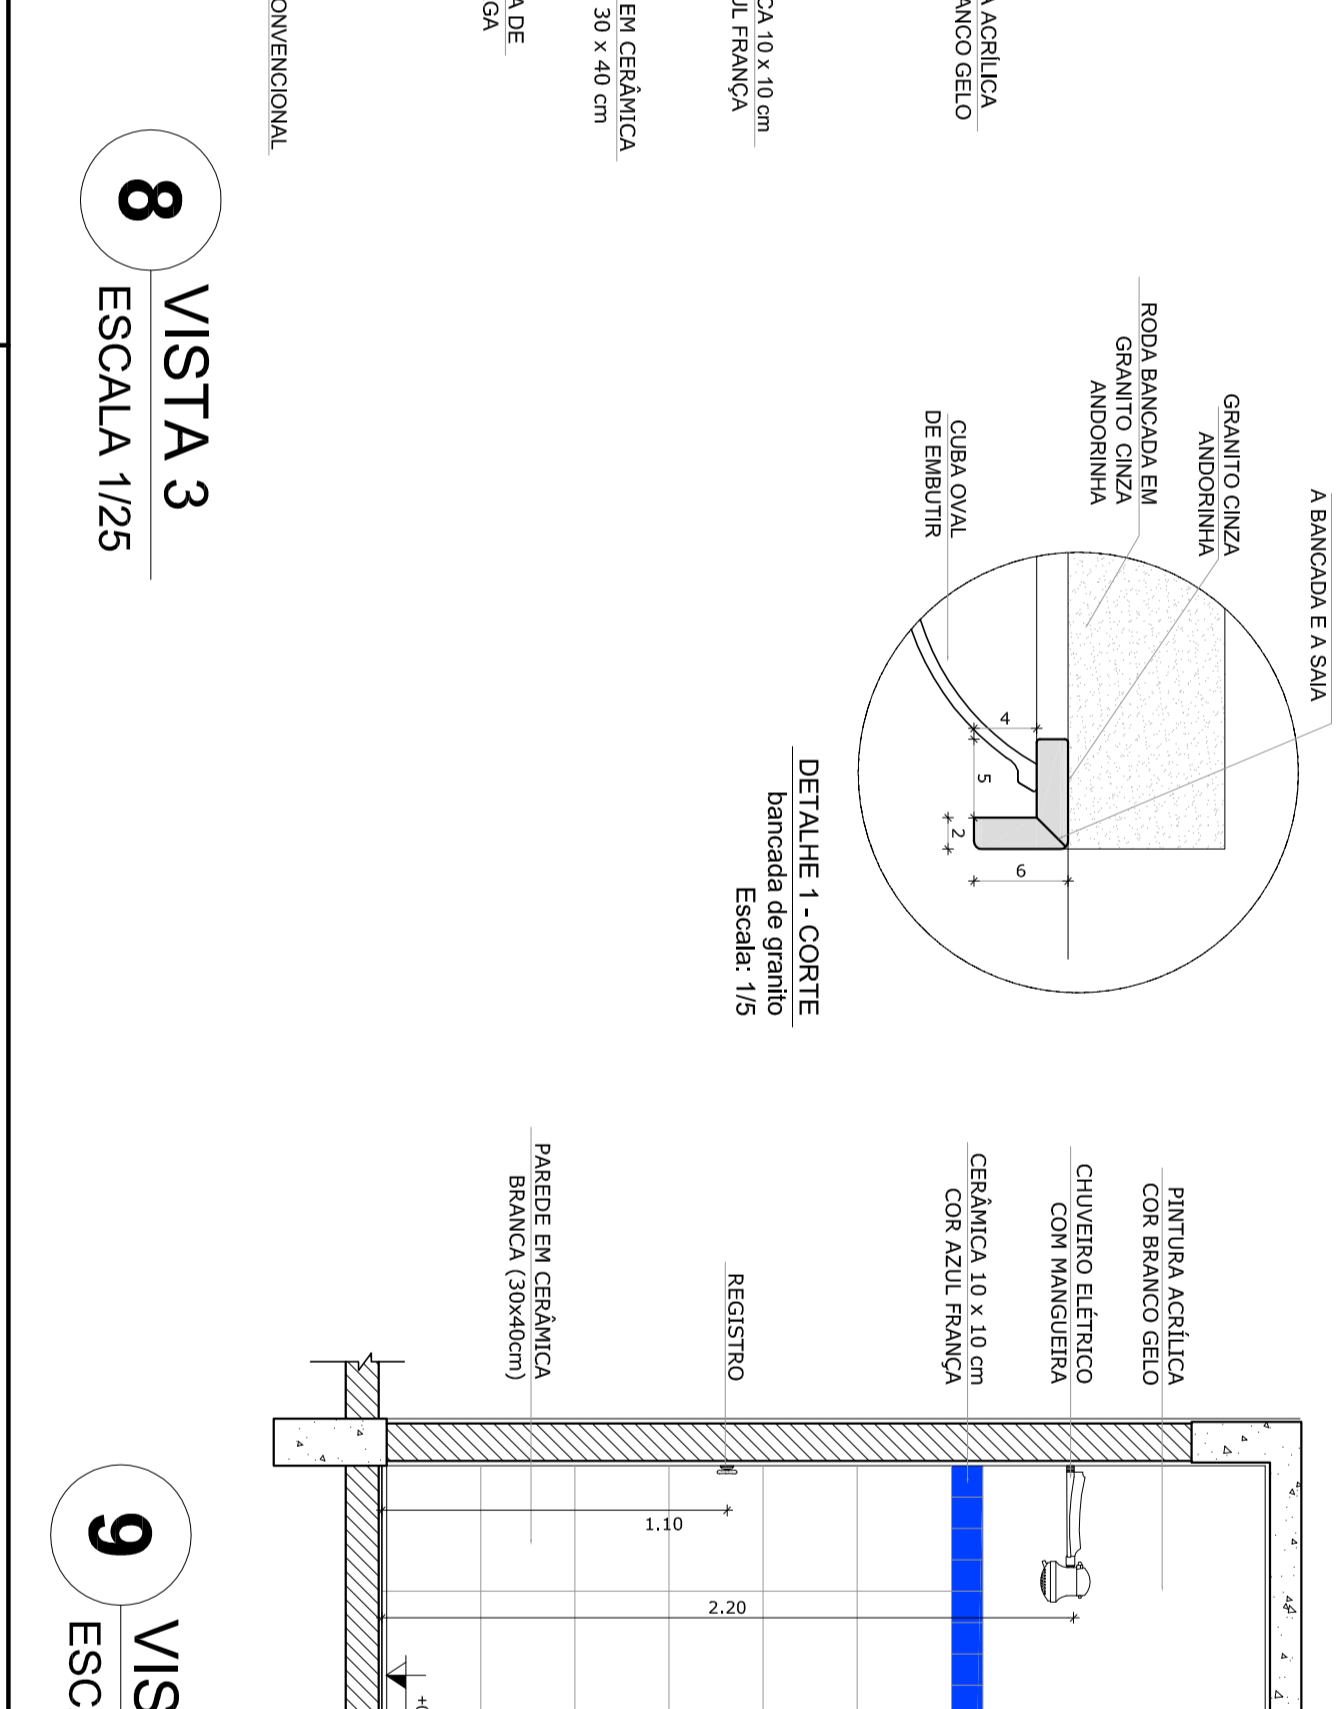 ONVENCIONAL
A DE
GA
EM CERÂMICA
30 x 40 cm
CA 10 x 10 cm
UL FRANÇA
A ACRÍLICA
ANCO GELO
8
VISTA 3
ESCALA 1/25
A BANCADA E A SAIA
GRANITO CINZA
ANDORINHA
RODA BANCADA EM
GRANITO CINZA
ANDORINHA
CUBA OVAL
DE EMBUTIR
4
5
2
6
DETALHE 1 - CORTE
bancada de granito
Escala: 1/5
PINTURA ACRÍLICA
COR BRANCO GELO
CHUVEIRO ELÉTRICO
COM MANGUEIRA
CERÂMICA 10 x 10 cm
COR AZUL FRANÇA
REGISTRO
PAREDE EM CERÂMICA
BRANCA (30x40cm)
1.10
2.20
9
VIS
ESC